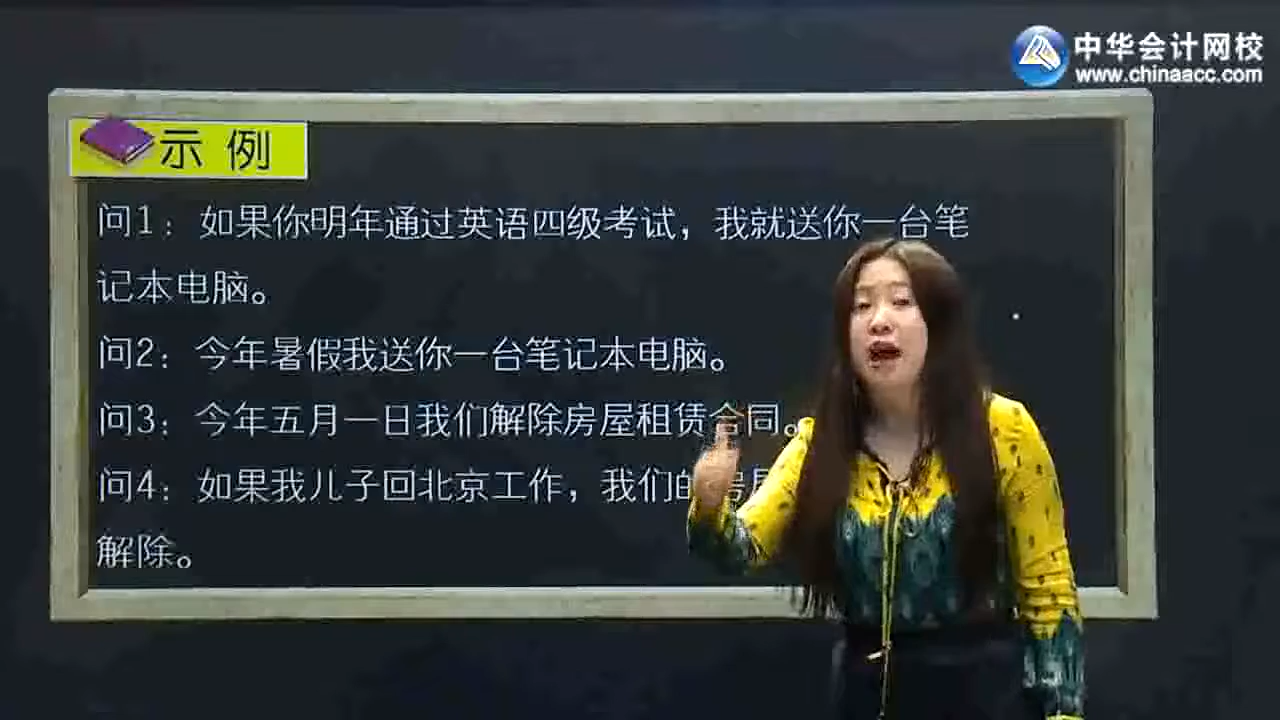 中华会计网校
www.chinaacc.com
示例
问1：如果你明年通过英语四级考试，我就送你一台笔
记本电脑。
问2：今年暑假我送你一台笔记本电脑。
问3：今年五月一日我们解除房屋租赁合同。
问4：如果我儿子回北京工作，我们的
解除。